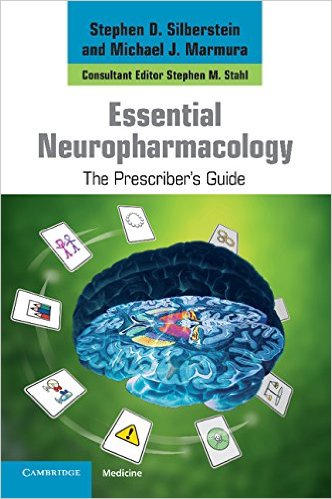 Stephen D. Silberstein
and Michael J. Marmura
Consultant Editor Stephen M. Stahl
Essential
Neuropharmacology
The Prescriber's Guide
CAMBRIDGE
Medicine